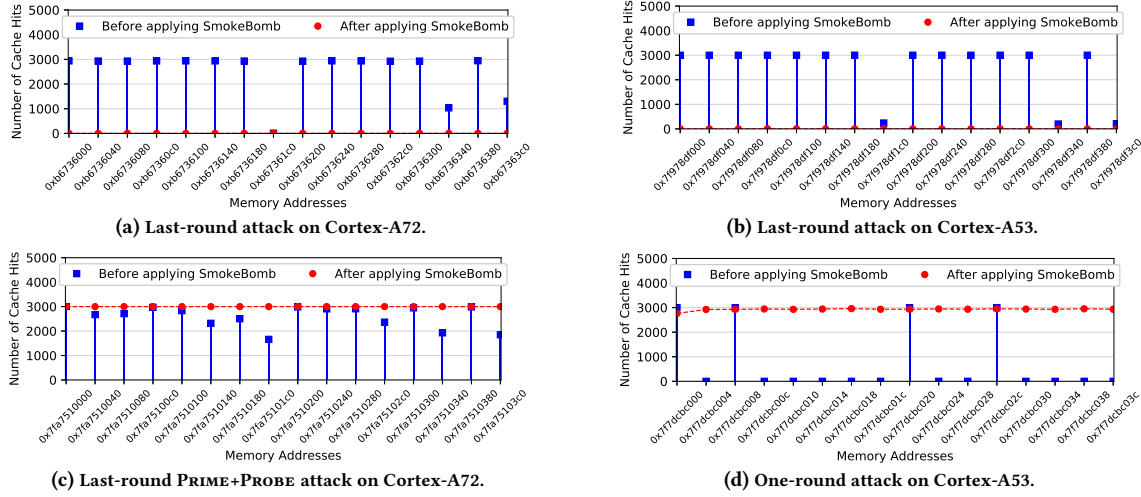 5000
4000
3000
2000
1000
0
Number of Cache Hits
Before applying SmokeBomb
After applying SmokeBomb
0xb6736000
0xb6736040
0xb6736080
0xb67360c0
0xb6736100
0xb6736140
0xb6736180
0xb67361c0
0xb6736200
0xb6736240
0xb6736280
0xb67362c0
0xb6736300
0xb6736340
0xb6736380
0xb67363c0
Memory Addresses
(a) Last-round attack on Cortex-A72.
5000
4000
3000
2000
1000
0
Number of Cache Hits
Before applying SmokeBomb
After applying SmokeBomb
0x7f978df000
0x7f978df040
0x7f978df080
0x7f978df0c0
0x7f978df100
0x7f978df140
0x7f978df180
0x7f978df1c0
0x7f978df200
0x7f978df240
0x7f978df280
0x7f978df2c0
0x7f978df300
0x7f978df340
0x7f978df380
0x7f978df3c0
Memory Addresses
(b) Last-round attack on Cortex-A53.
5000
4000
3000
2000
1000
0
Number of Cache Hits
Before applying SmokeBomb
After applying SmokeBomb
0x7fa7510000
0x7fa7510040
0x7fa7510080
0x7fa75100c0
0x7fa7510100
0x7fa7510140
0x7fa7510180
0x7fa75101c0
0x7fa7510200
0x7fa7510240
0x7fa7510280
0x7fa75102c0
0x7fa7510300
0x7fa7510340
0x7fa7510380
0x7fa75103c0
Memory Addresses
(c) Last-round PRIME+PROBE attack on Cortex-A72.
5000
4000
3000
2000
1000
0
Number of Cache Hits
Before applying SmokeBomb
After applying SmokeBomb
0x7f7dcbc000
0x7f7dcbc004
0x7f7dcbc008
0x7f7dcbc00c
0x7f7dcbc010
0x7f7dcbc014
0x7f7dcbc018
0x7f7dcbc01c
0x7f7dcbc020
0x7f7dcbc024
0x7f7dcbc028
0x7f7dcbc02c
0x7f7dcbc030
0x7f7dcbc034
0x7f7dcbc038
0x7f7dcbc03c
Memory Addresses
(d) One-round attack on Cortex-A53.